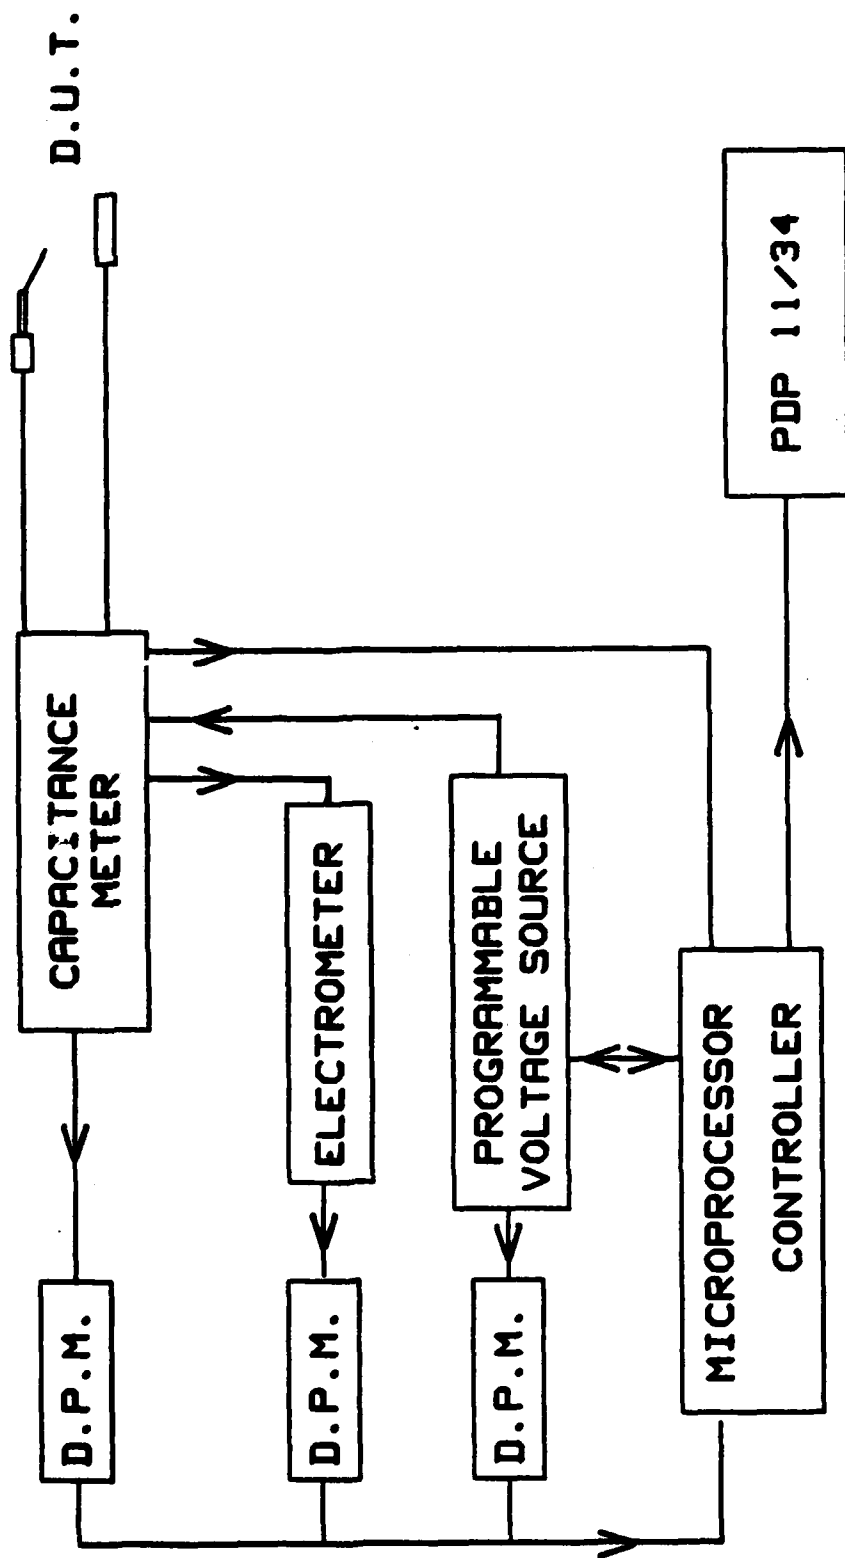 D.U.T.
CAPACITANCE
METER
D.P.M.
ELECTROMETER
D.P.M.
PROGRAMMABLE
VOLTAGE SOURCE
D.P.M.
MICROPROCESSOR
CONTROLLER
PDP 11/34